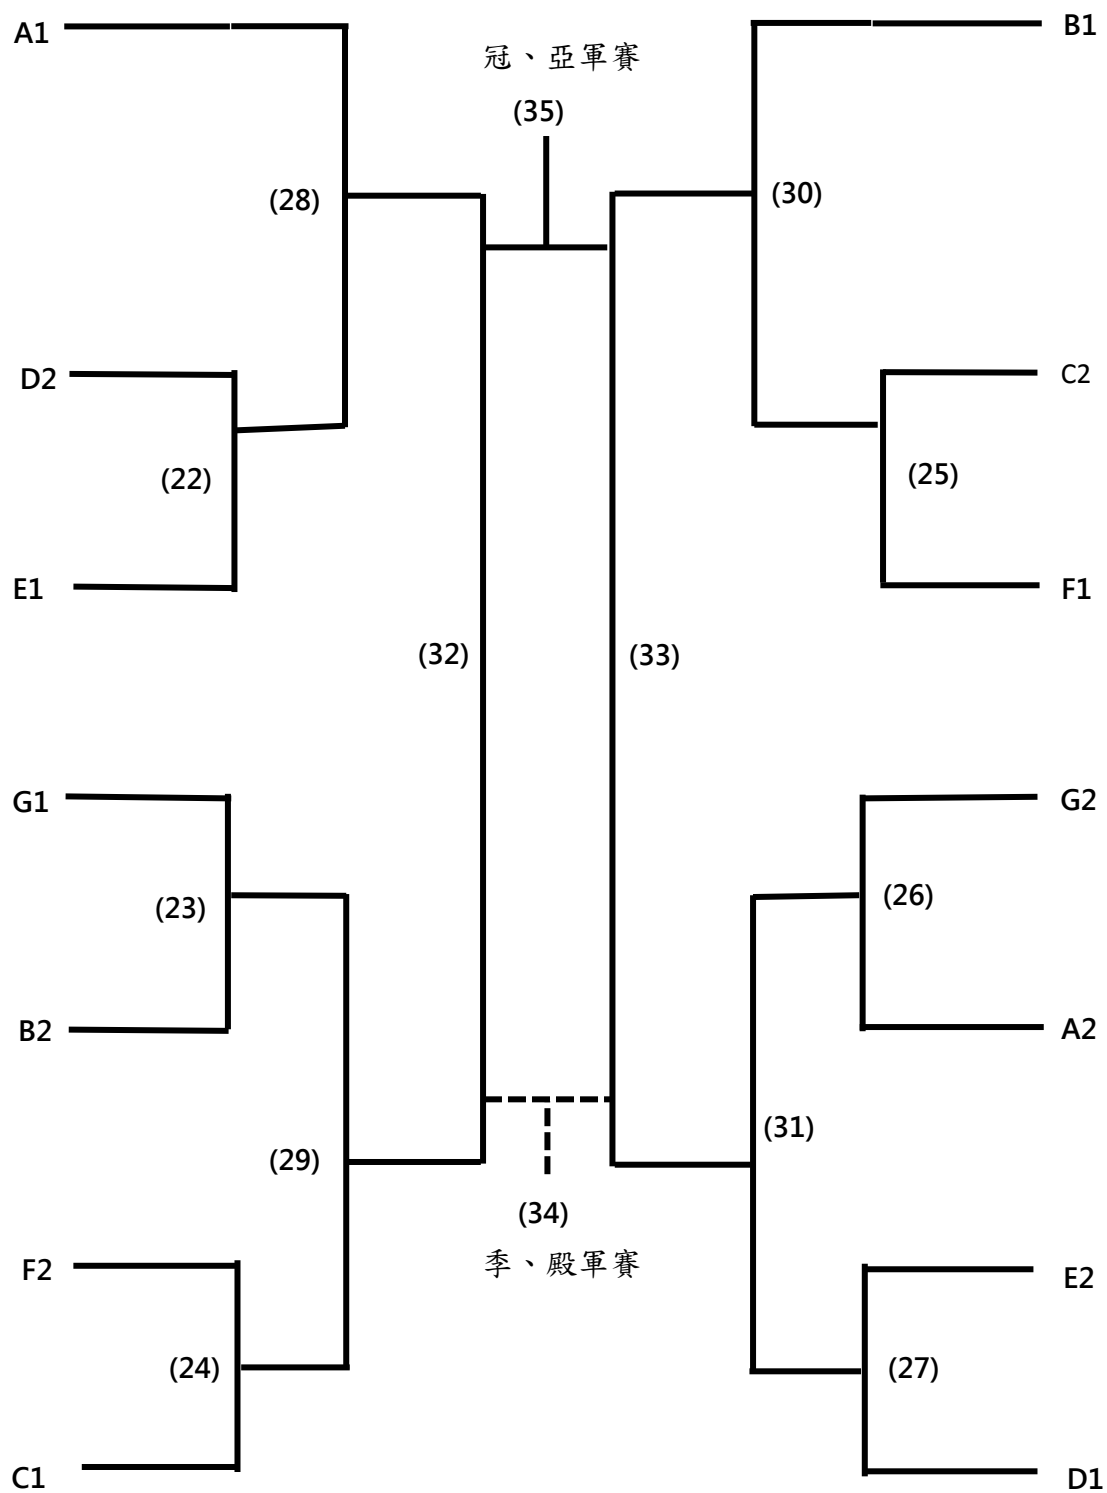 A1
B1
冠、亞軍賽
(35)
(28)
(30)
D2
C2
(22)
(25)
E1
F1
(32)
(33)
G1
G2
(23)
(26)
B2
A2
(31)
(29)
(34)
季、殿軍賽
F2
E2
(24)
(27)
C1
D1